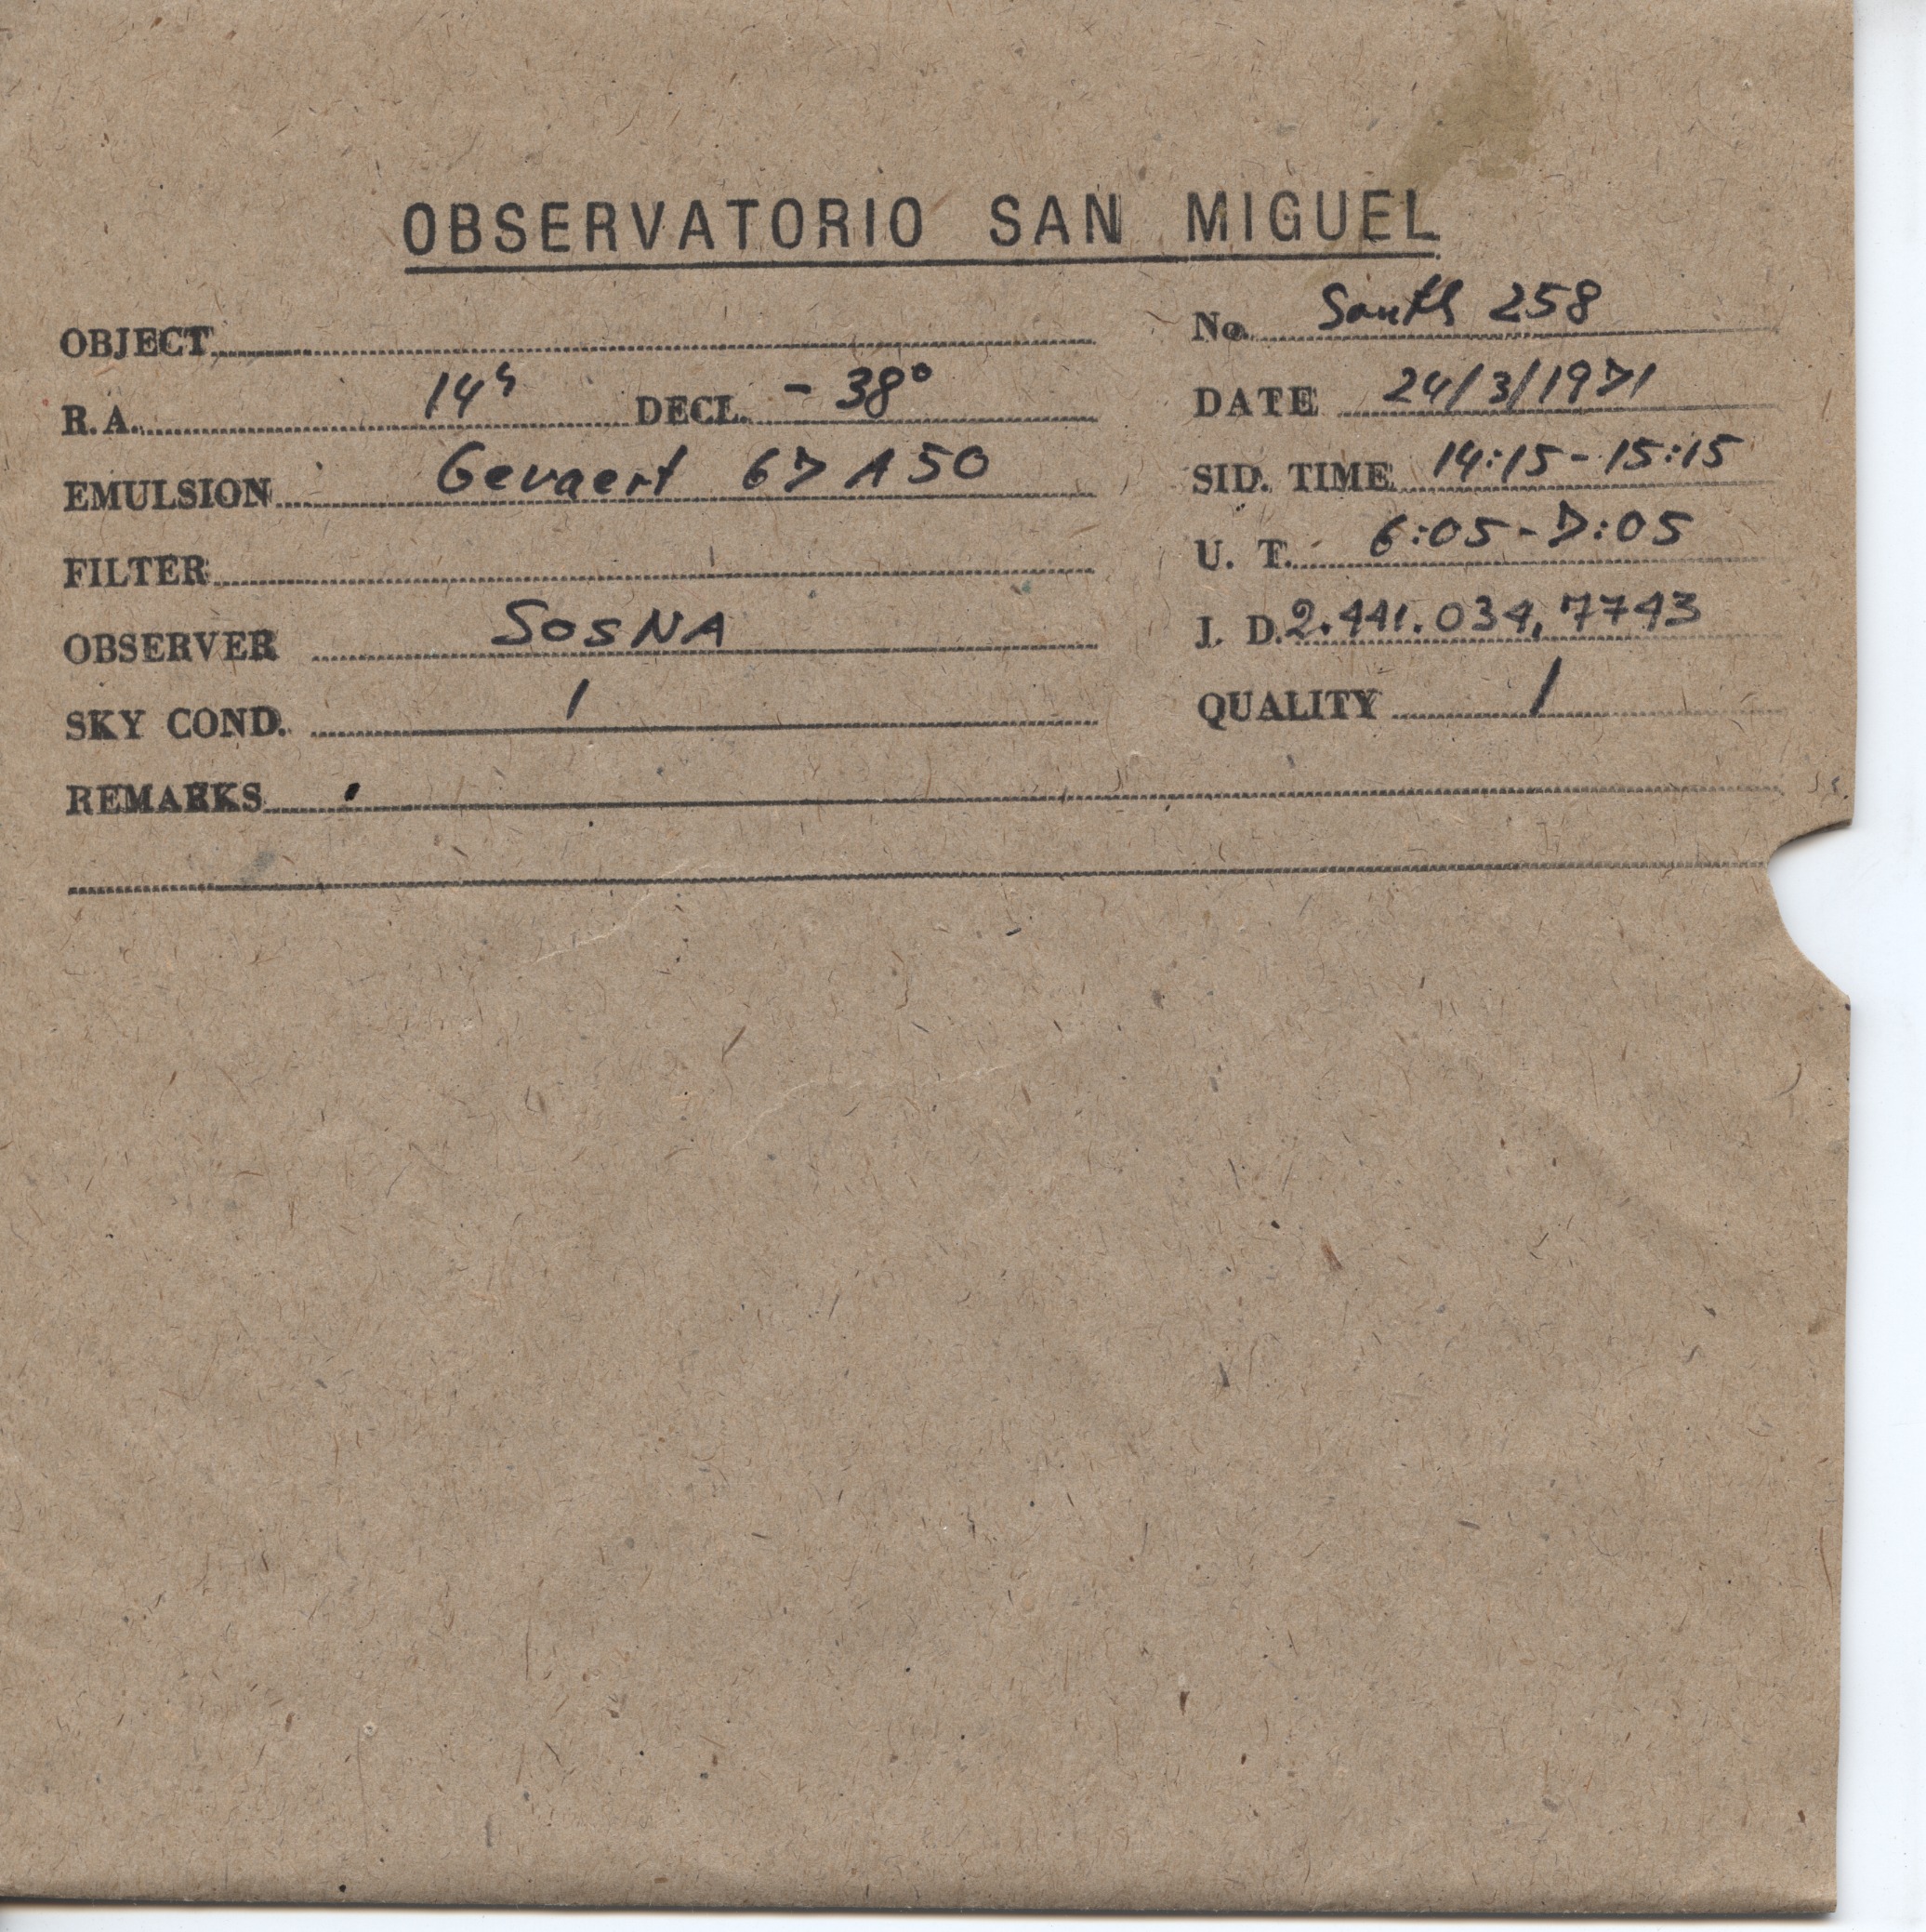 OBSERVATORIO SAN MIGUEL
OBJECT
No. South 258
R.A. 14h DECL. - 38°
DATE 24/3/1971
EMULSION Gevaert 67 A 50
SID. TIME 14:15 - 15:15
FILTER
U. T. 6:05 - 7:05
OBSERVER SOSNA
J. D. 2.441.034,7743
SKY COND. 1
QUALITY 1
REMARKS